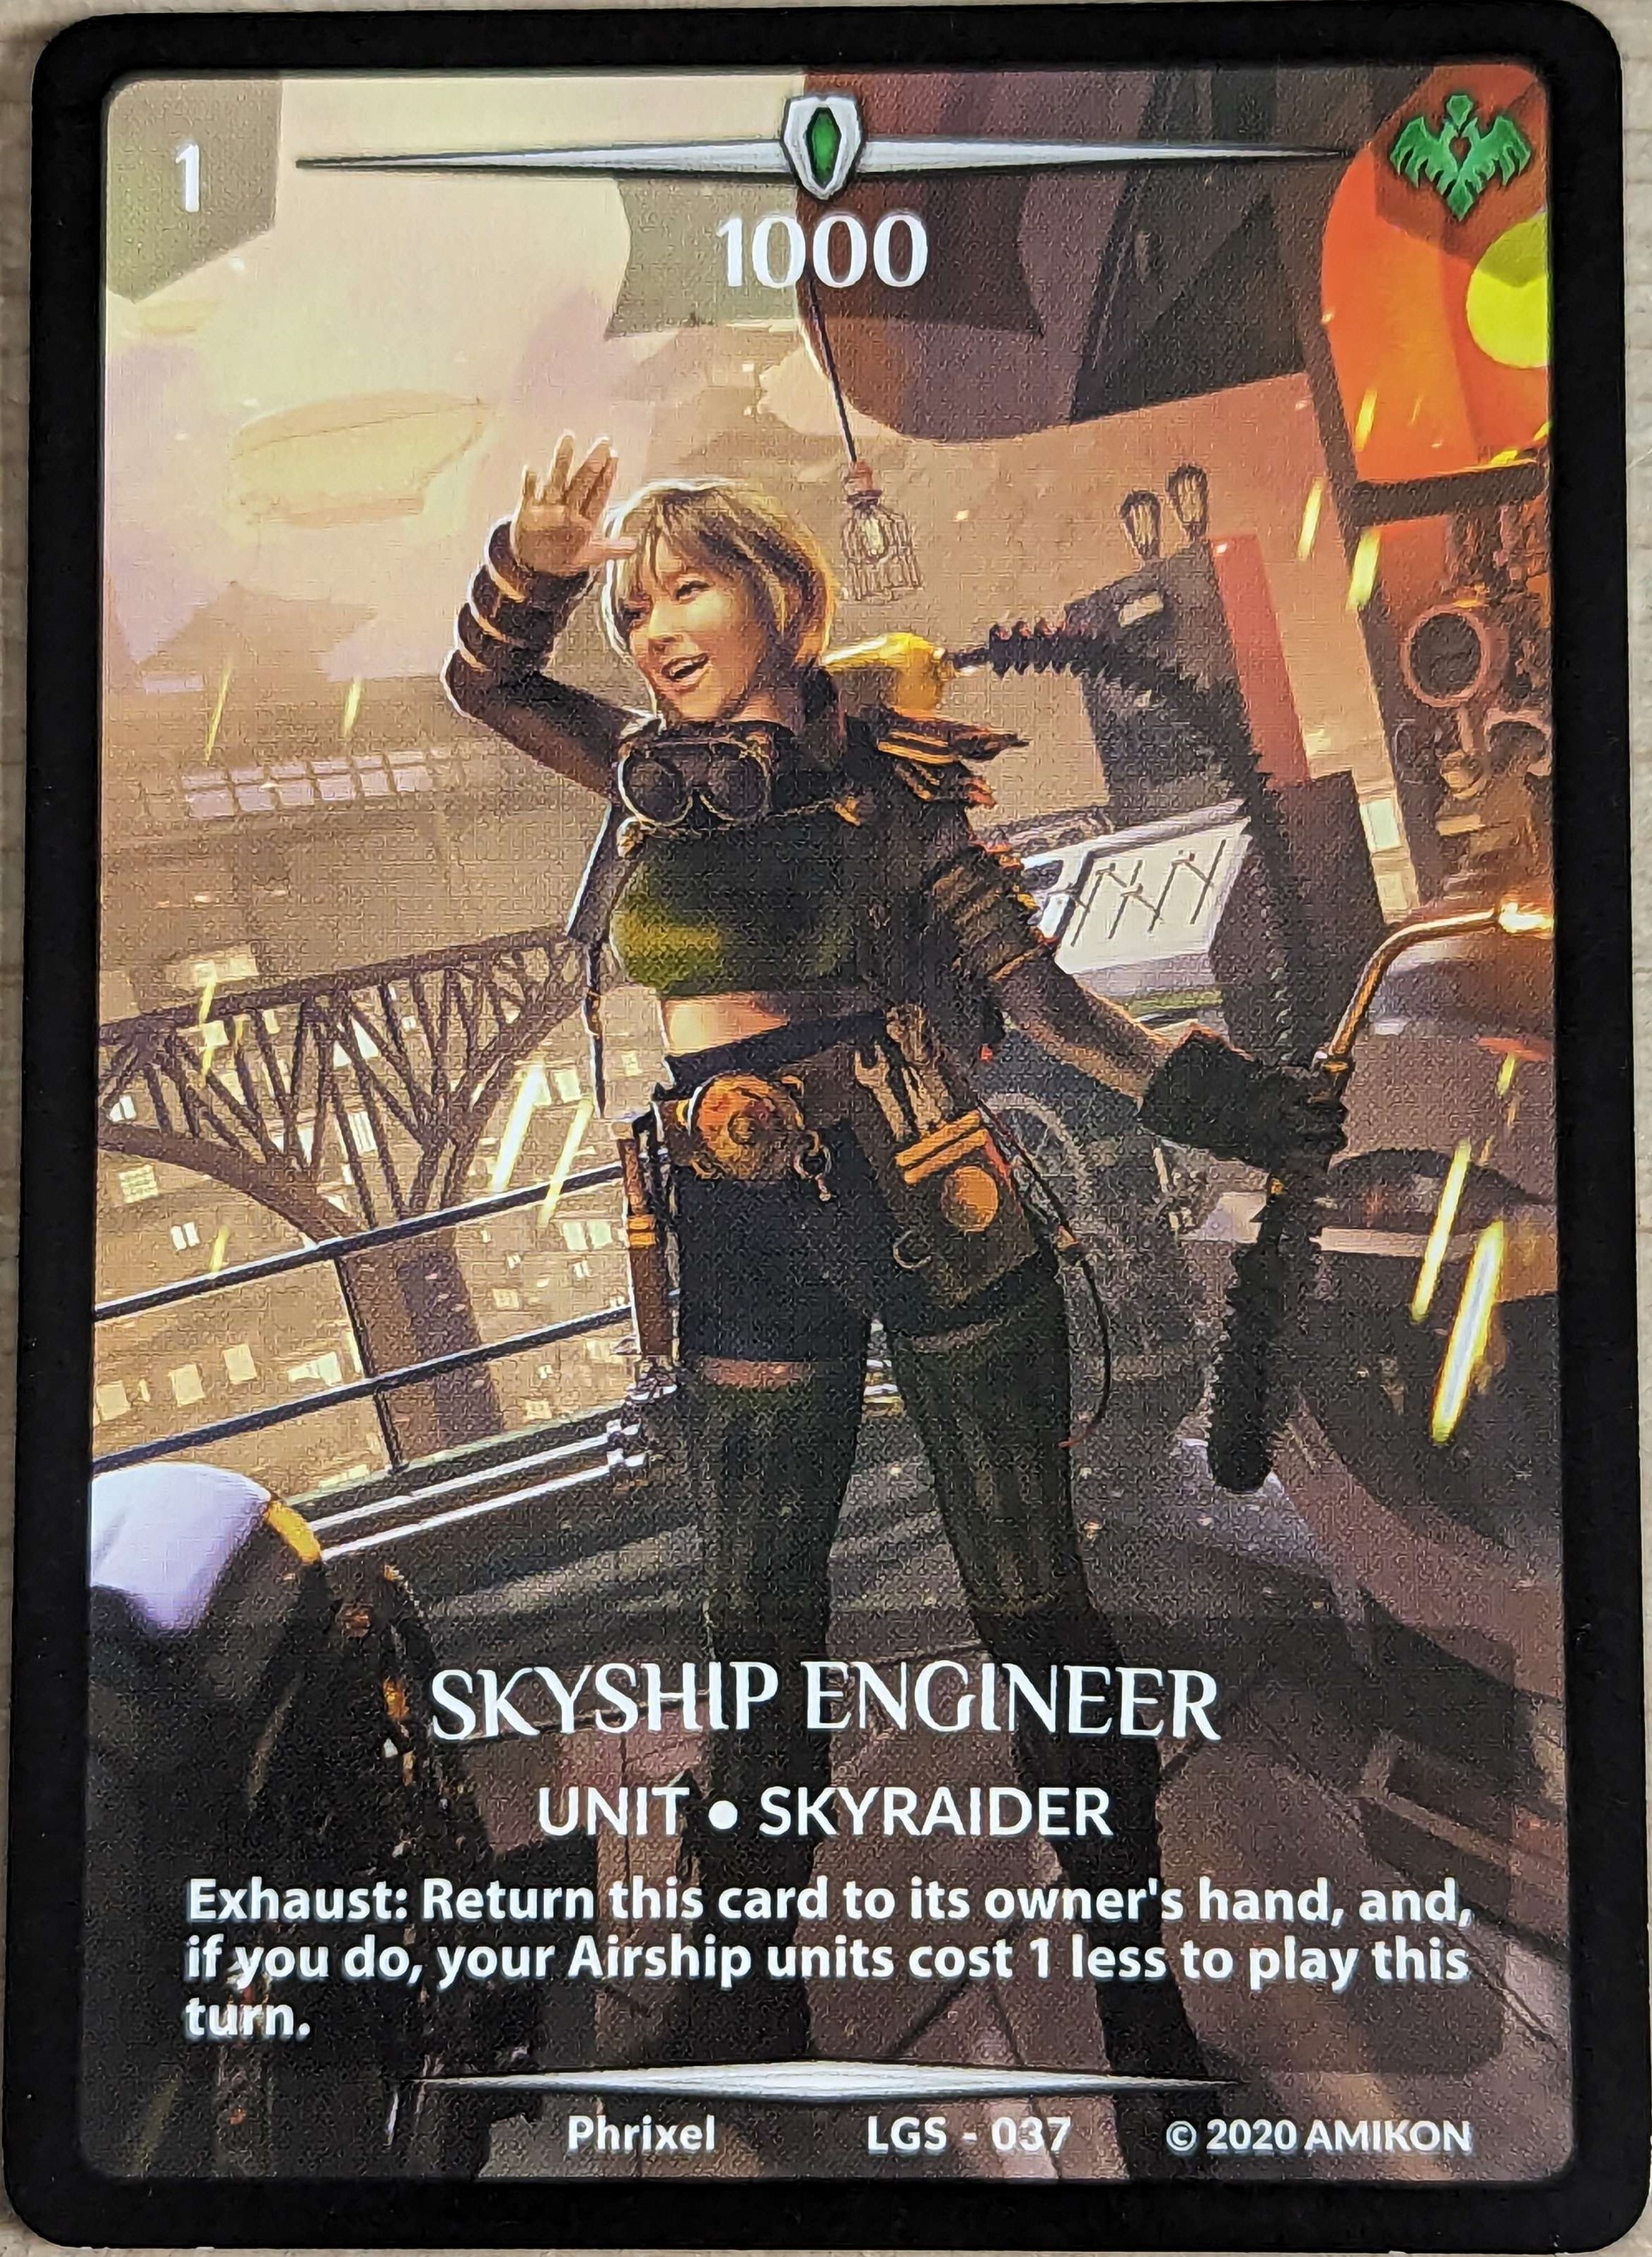 1
1000
SKYSHIP ENGINEER
UNIT • SKYRAIDER
Exhaust: Return this card to its owner's hand, and,
if you do, your Airship units cost 1 less to play this
turn.
Phrixel LGS - 037 © 2020 AMIKON